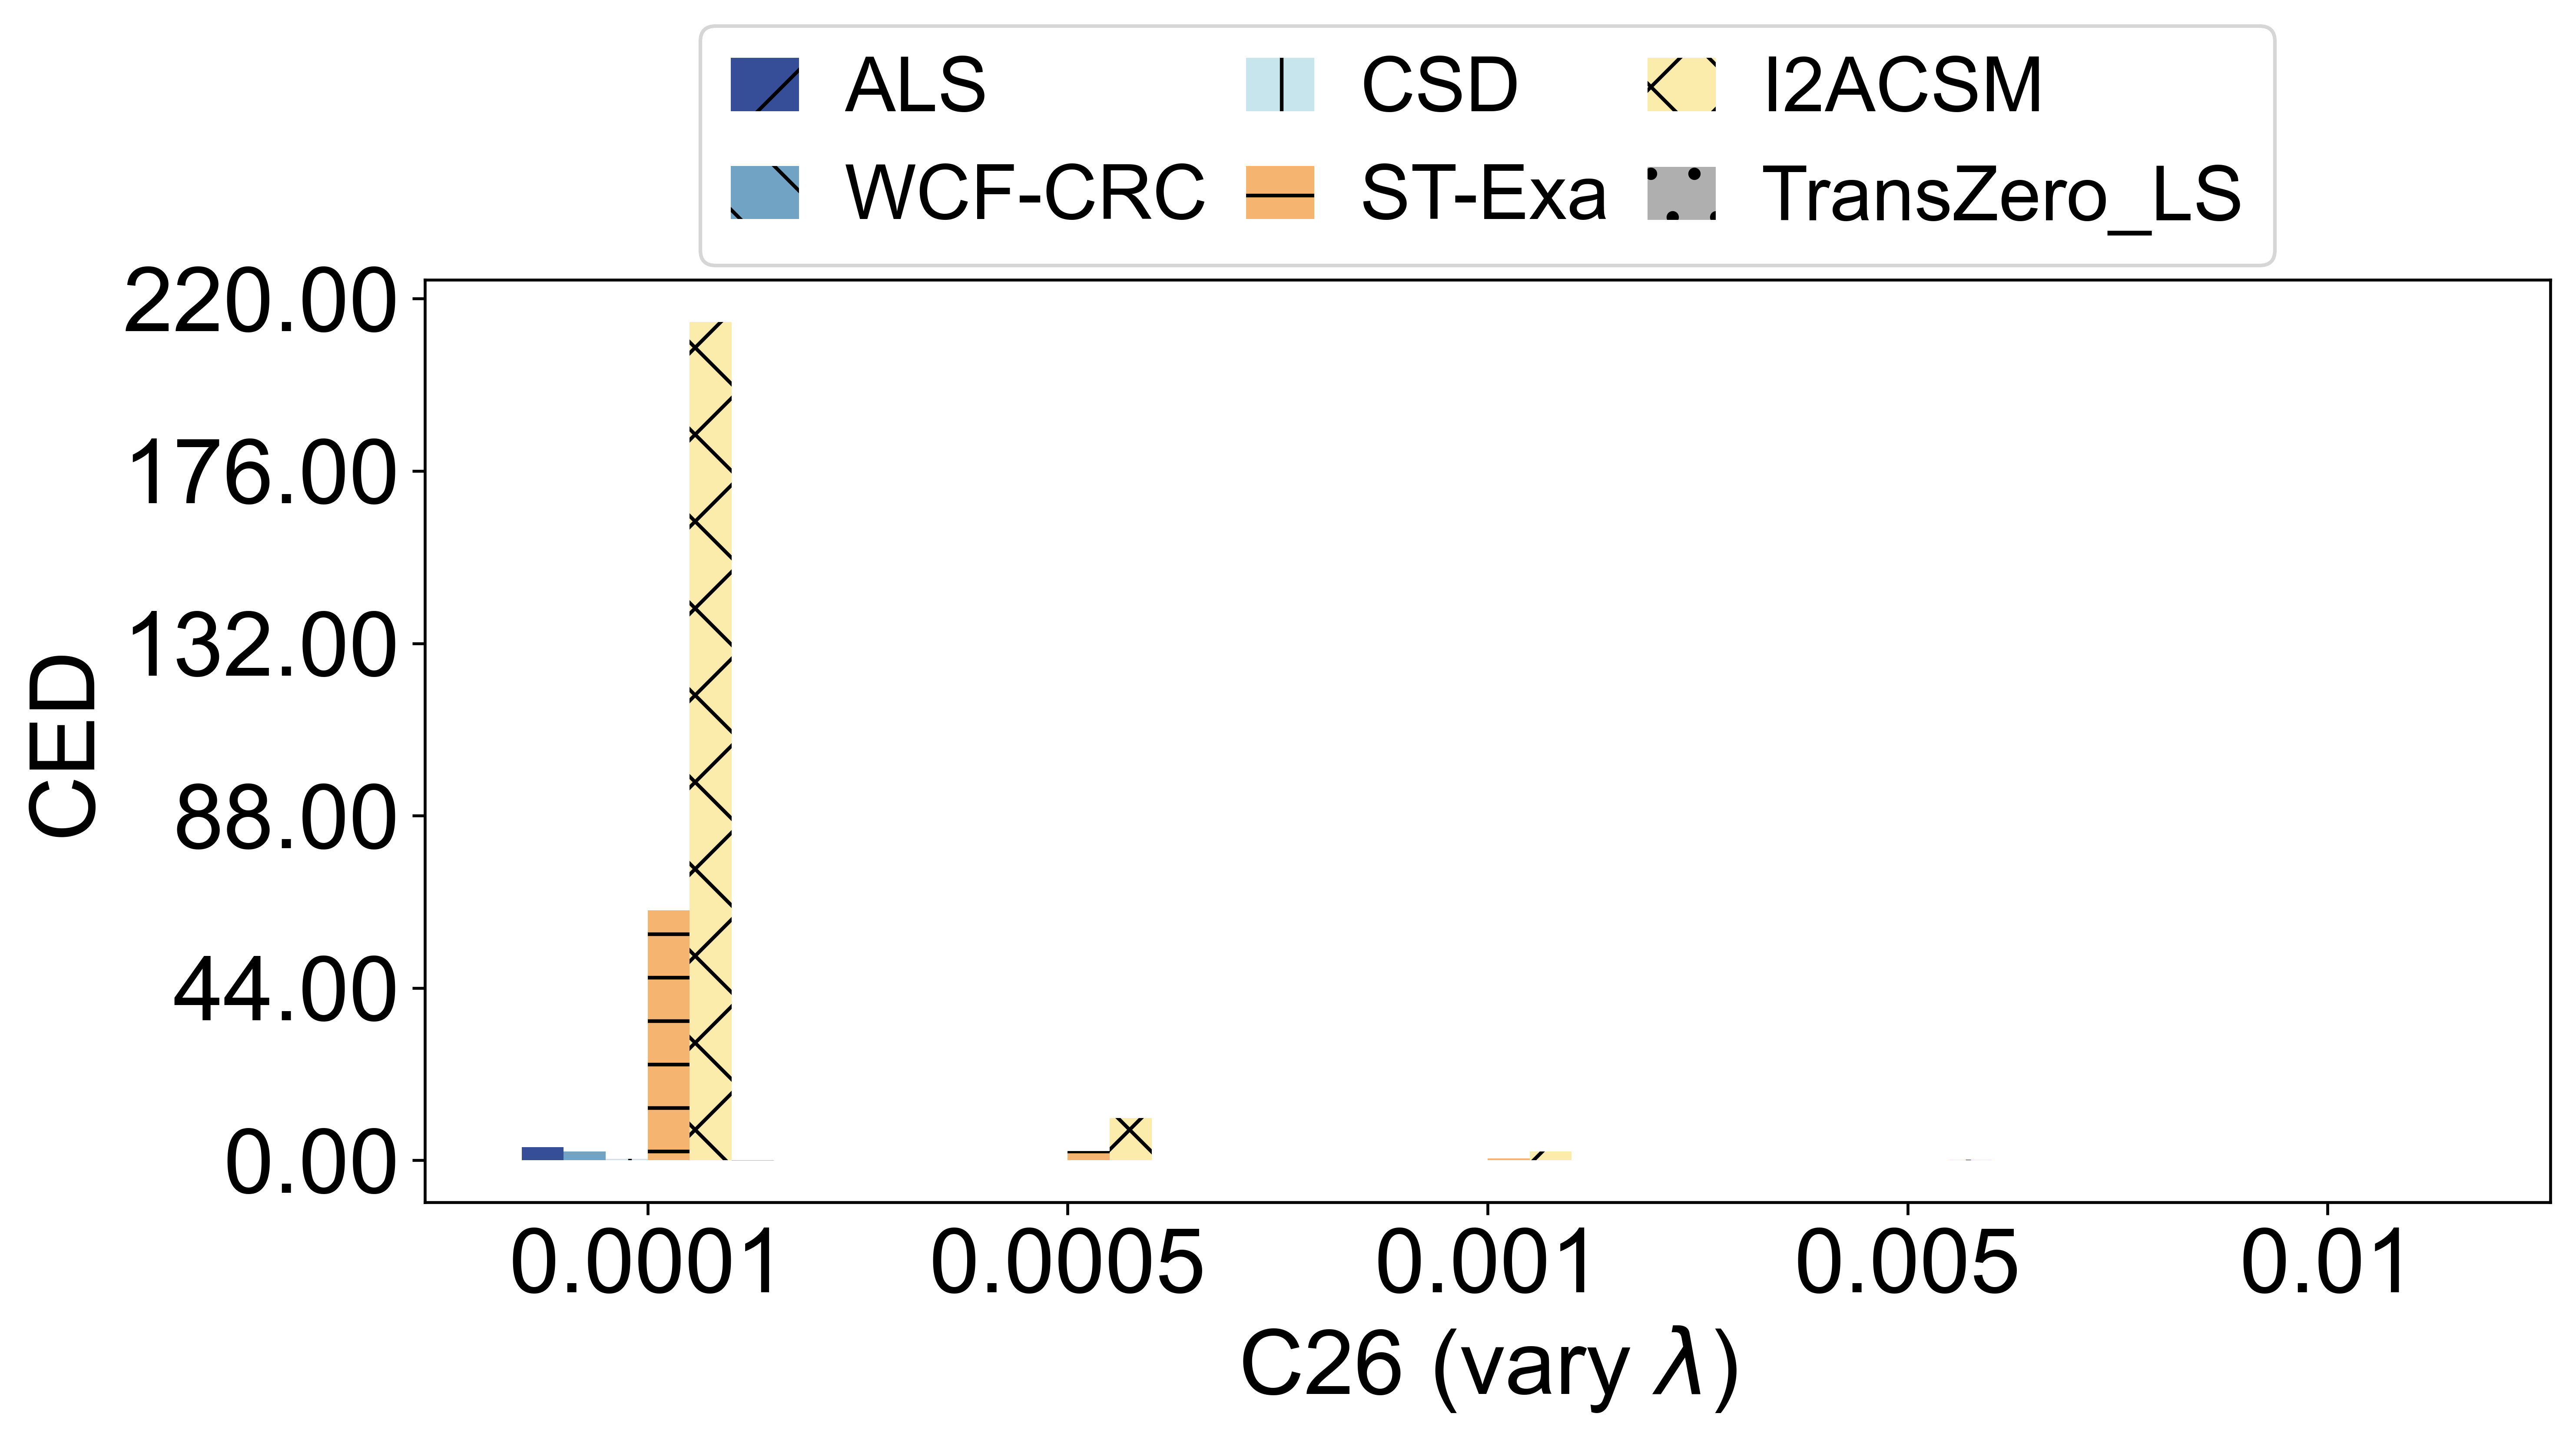 ALS CSD I2ACSM
WCF-CRC ST-Exa TransZero_LS
220.00
176.00
132.00
88.00
44.00
0.00
CED
0.0001 0.0005 0.001 0.005 0.01
C26 (vary λ)